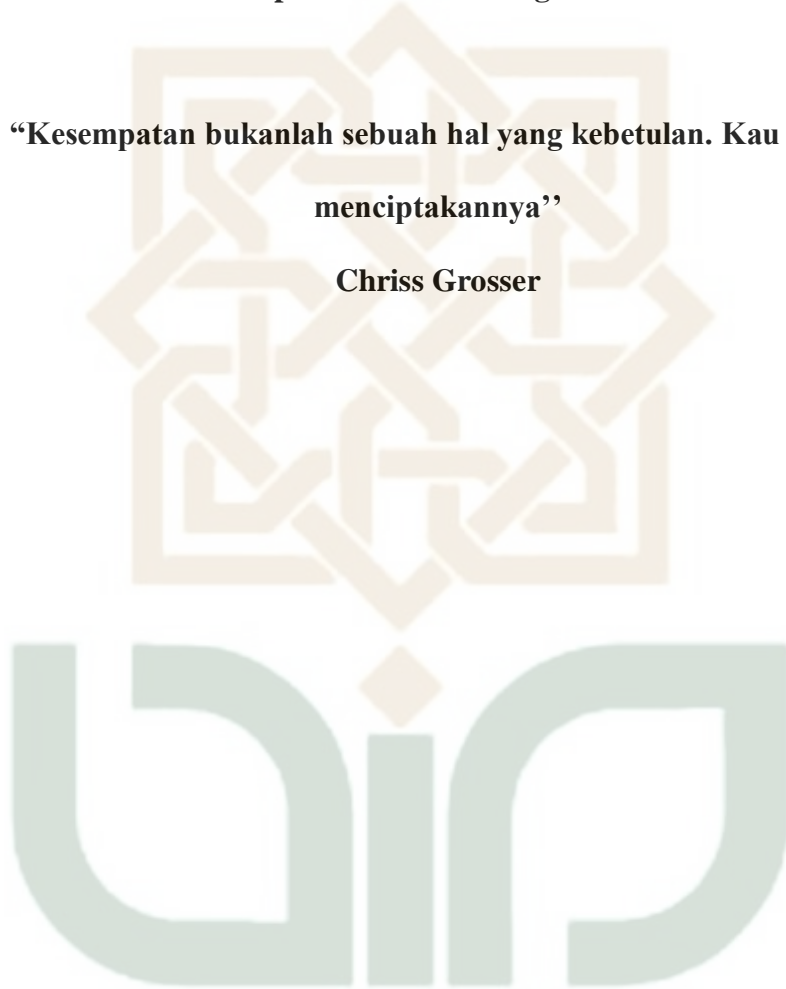 “Kesempatan bukanlah sebuah hal yang kebetulan. Kau
menciptakannya’’
Chriss Grosser